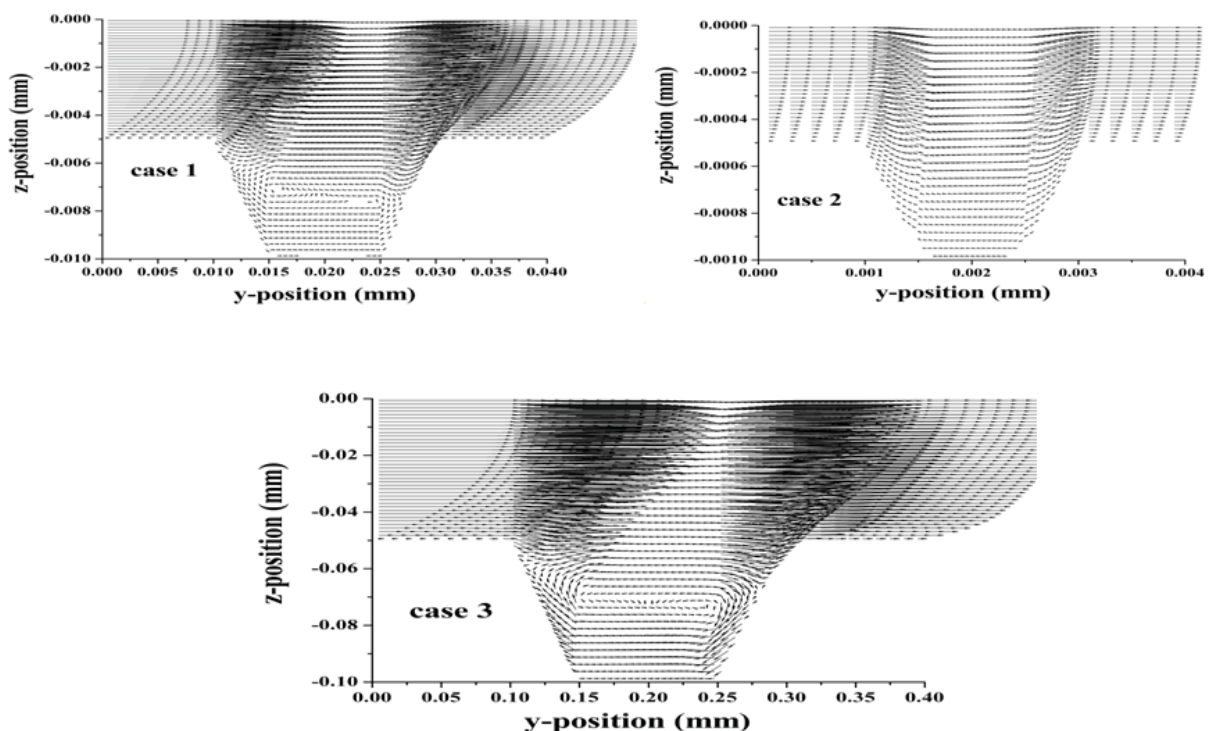 0.000
-0.002
-0.004
-0.006
-0.008
-0.010
z-position (mm)
case 1
0.000 0.005 0.010 0.015 0.020 0.025 0.030 0.035 0.040
y-position (mm)
0.0000
-0.0002
-0.0004
-0.0006
-0.0008
-0.0010
z-position (mm)
case 2
0.000 0.001 0.002 0.003 0.004
y-position (mm)
0.00
-0.02
-0.04
-0.06
-0.08
-0.10
z-position (mm)
case 3
0.00 0.05 0.10 0.15 0.20 0.25 0.30 0.35 0.40
y-position (mm)